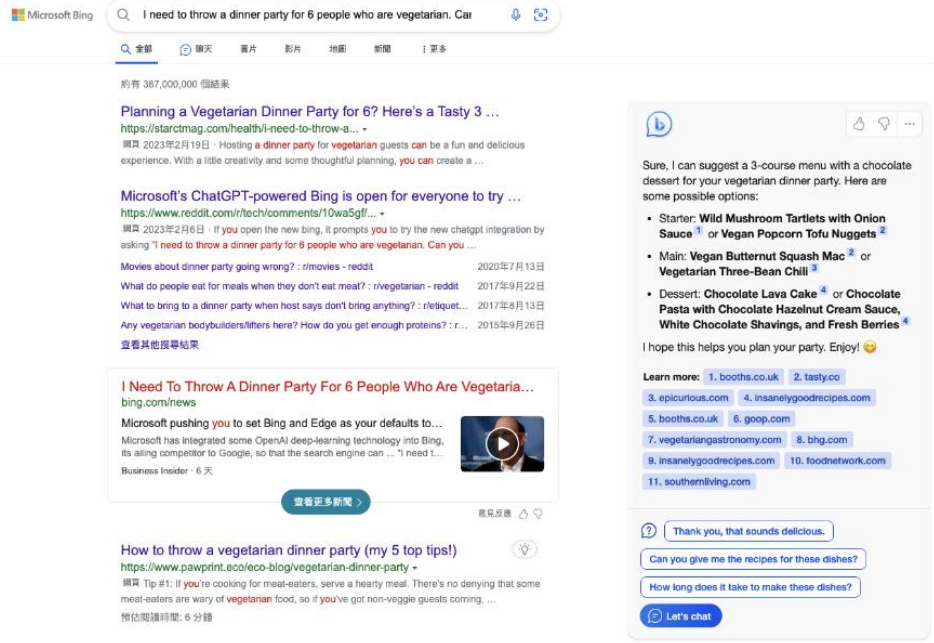 Microsoft Bing
I need to throw a dinner party for 6 people who are vegetarian. Car
全部
聊天
圖片
影片
地圖
新聞
⋮ 更多
約有 387,000,000 個結果
Planning a Vegetarian Dinner Party for 6? Here's a Tasty 3 ...
https://starctmag.com/health/i-need-to-throw-a...
網頁 2023年2月19日 · Hosting a dinner party for vegetarian guests can be a fun and delicious
experience. With a little creativity and some thoughtful planning, you can create a ...
Microsoft's ChatGPT-powered Bing is open for everyone to try ...
https://www.reddit.com/r/tech/comments/10wa5gf/...
網頁 2023年2月6日 · If you open the new bing, it prompts you to try the new chatgpt integration by
asking "I need to throw a dinner party for 6 people who are vegetarian. Can you ...
Movies about dinner party going wrong? : r/movies - reddit 2020年7月13日
What do people eat for meals when they don't eat meat? : r/vegetarian - reddit 2017年9月22日
What to bring to a dinner party when host says don't bring anything? : r/etiquet... 2017年8月13日
Any vegetarian bodybuilders/lifters here? How do you get enough proteins? : r... 2015年9月26日
查看其他搜尋結果
I Need To Throw A Dinner Party For 6 People Who Are Vegetaria...
bing.com/news
Microsoft pushing you to set Bing and Edge as your defaults to...
Microsoft has integrated some OpenAI deep-learning technology into Bing,
its ailing competitor to Google, so that the search engine can ... "I need t...
Business Insider · 6 天
查看更多新聞 >
意見反應
How to throw a vegetarian dinner party (my 5 top tips!)
https://www.pawprint.eco/eco-blog/vegetarian-dinner-party
網頁 Tip #1: If you're cooking for meat-eaters, serve a hearty meal. There's no denying that some
meat-eaters are wary of vegetarian food, so if you've got non-veggie guests coming, ...
預估閱讀時間: 6 分鐘
Sure, I can suggest a 3-course menu with a chocolate
dessert for your vegetarian dinner party. Here are
some possible options:
• Starter: Wild Mushroom Tartlets with Onion
Sauce 1 or Vegan Popcorn Tofu Nuggets 2
• Main: Vegan Butternut Squash Mac 2 or
Vegetarian Three-Bean Chili 3
• Dessert: Chocolate Lava Cake 4 or Chocolate
Pasta with Chocolate Hazelnut Cream Sauce,
White Chocolate Shavings, and Fresh Berries 4
I hope this helps you plan your party. Enjoy! 😋
Learn more: 1. booths.co.uk 2. tasty.co
3. epicurious.com 4. insanelygoodrecipes.com
5. booths.co.uk 6. goop.com
7. vegetariangastronomy.com 8. bhg.com
9. insanelygoodrecipes.com 10. foodnetwork.com
11. southernliving.com
Thank you, that sounds delicious.
Can you give me the recipes for these dishes?
How long does it take to make these dishes?
Let's chat